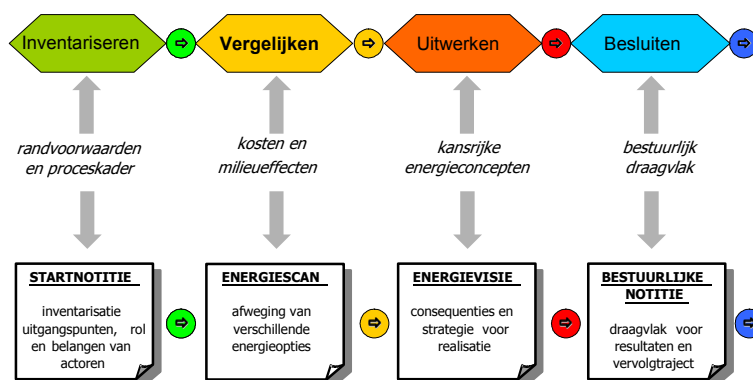 Inventariseren
Vergelijken
Uitwerken
Besluiten
randvoorwaarden
en proceskader
kosten en
milieueffecten
kansrijke
energieconcepten
bestuurlijk
draagvlak
STARTNOTITIE
inventarisatie
uitgangspunten, rol
en belangen van
actoren
ENERGIESCAN
afweging van
verschillende
energieopties
ENERGIEVISIE
consequenties en
strategie voor
realisatie
BESTUURLIJKE
NOTITIE
draagvlak voor
resultaten en
vervolgtraject